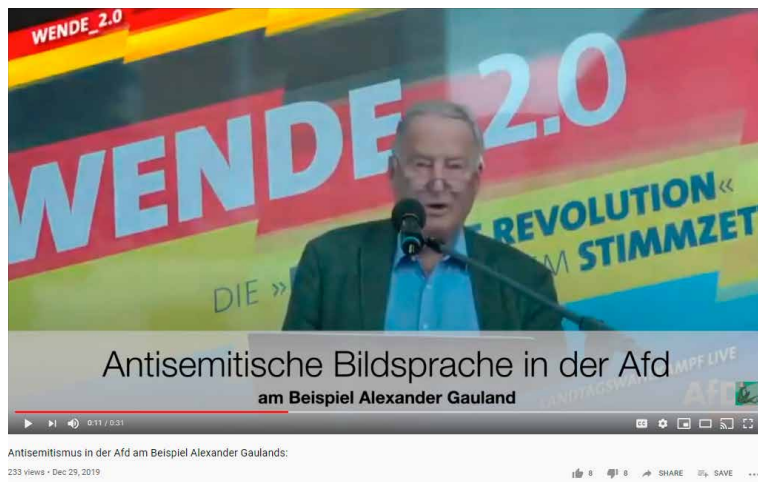 WENDE_2.0
WENDE_2.0
REVOLUTION«
DIE »
M STIMMZET
Antisemitische Bildsprache in der Afd
am Beispiel Alexander Gauland
LANDTAGSWAHLKAMPF LIVE
AfD
0:11 / 0:31
CC
Antisemitismus in der Afd am Beispiel Alexander Gaulands:
233 views • Dec 29, 2019
8
8
SHARE
SAVE